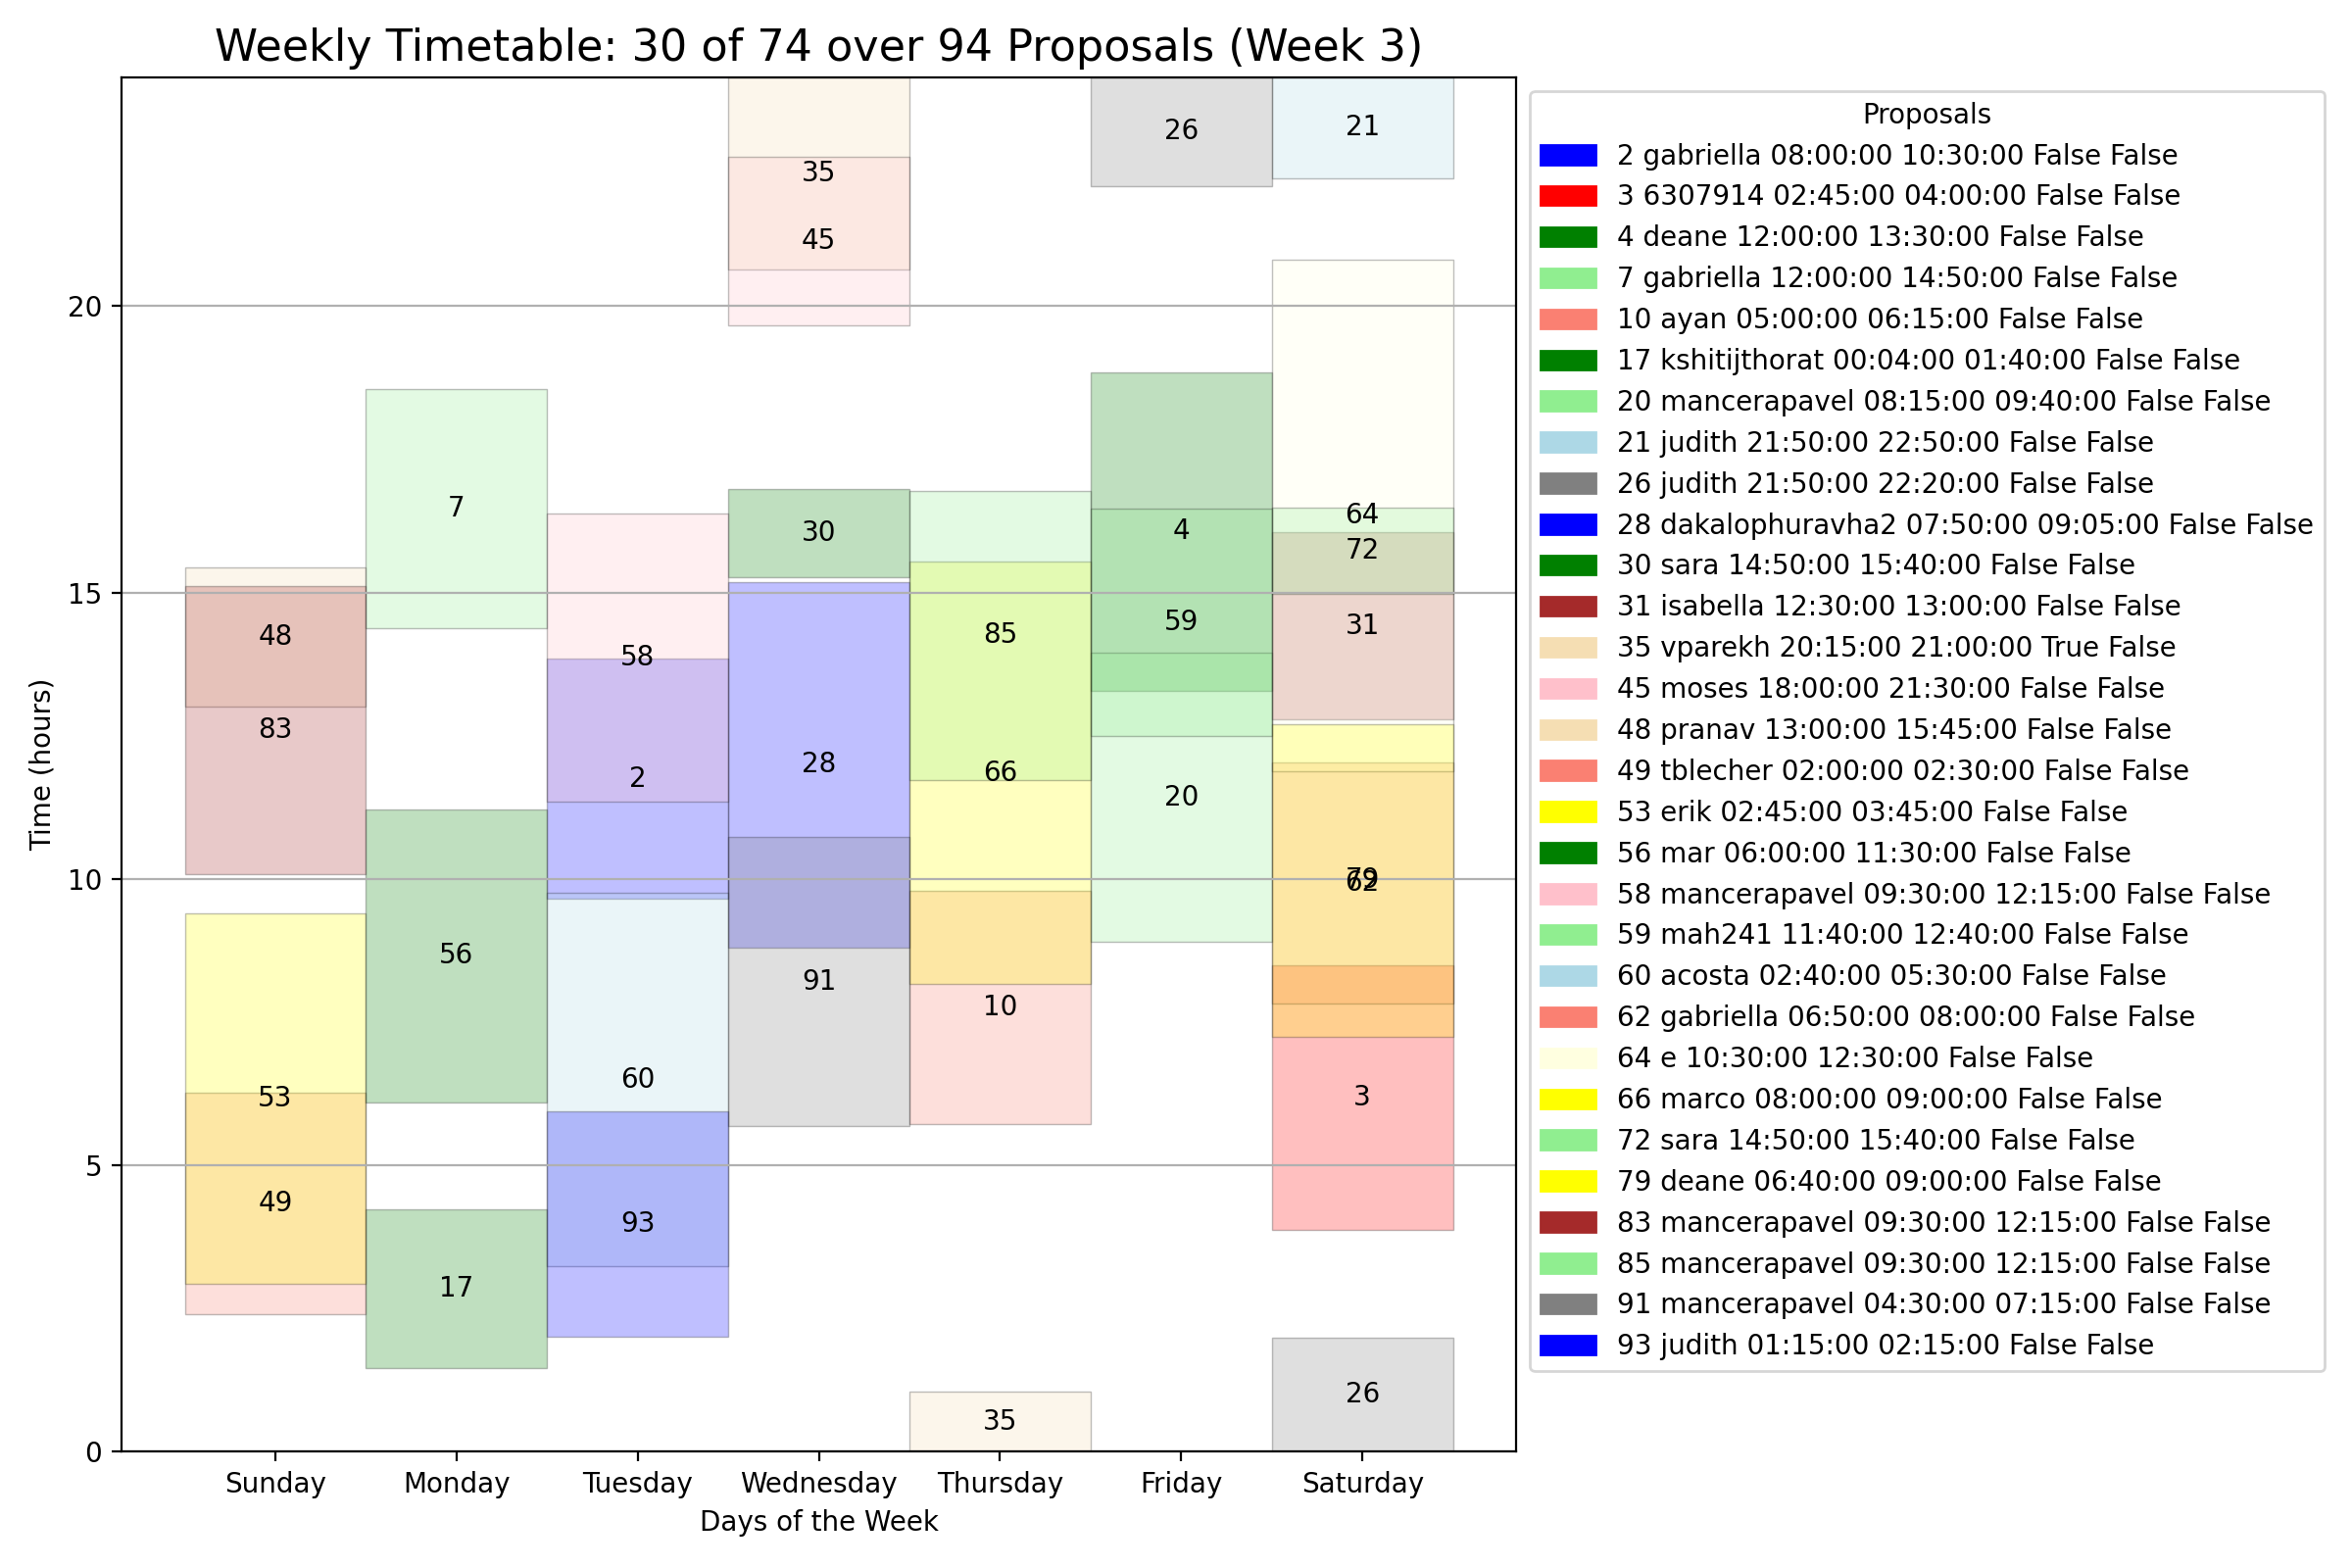 Weekly Timetable: 30 of 74 over 94 Proposals (Week 3)
Time (hours)
20
15
10
5
0
35
45
26
21
7
58
2
30
28
85
66
4
59
20
64
72
31
48
83
79
62
53
49
56
17
60
93
91
10
3
35
26
Sunday
Monday
Tuesday
Wednesday
Thursday
Friday
Saturday
Days of the Week
Proposals
2 gabriella 08:00:00 10:30:00 False False
3 6307914 02:45:00 04:00:00 False False
4 deane 12:00:00 13:30:00 False False
7 gabriella 12:00:00 14:50:00 False False
10 ayan 05:00:00 06:15:00 False False
17 kshitijthorat 00:04:00 01:40:00 False False
20 mancerapavel 08:15:00 09:40:00 False False
21 judith 21:50:00 22:50:00 False False
26 judith 21:50:00 22:20:00 False False
28 dakalophuravha2 07:50:00 09:05:00 False False
30 sara 14:50:00 15:40:00 False False
31 isabella 12:30:00 13:00:00 False False
35 vparekh 20:15:00 21:00:00 True False
45 moses 18:00:00 21:30:00 False False
48 pranav 13:00:00 15:45:00 False False
49 tblecher 02:00:00 02:30:00 False False
53 erik 02:45:00 03:45:00 False False
56 mar 06:00:00 11:30:00 False False
58 mancerapavel 09:30:00 12:15:00 False False
59 mah241 11:40:00 12:40:00 False False
60 acosta 02:40:00 05:30:00 False False
62 gabriella 06:50:00 08:00:00 False False
64 e 10:30:00 12:30:00 False False
66 marco 08:00:00 09:00:00 False False
72 sara 14:50:00 15:40:00 False False
79 deane 06:40:00 09:00:00 False False
83 mancerapavel 09:30:00 12:15:00 False False
85 mancerapavel 09:30:00 12:15:00 False False
91 mancerapavel 04:30:00 07:15:00 False False
93 judith 01:15:00 02:15:00 False False